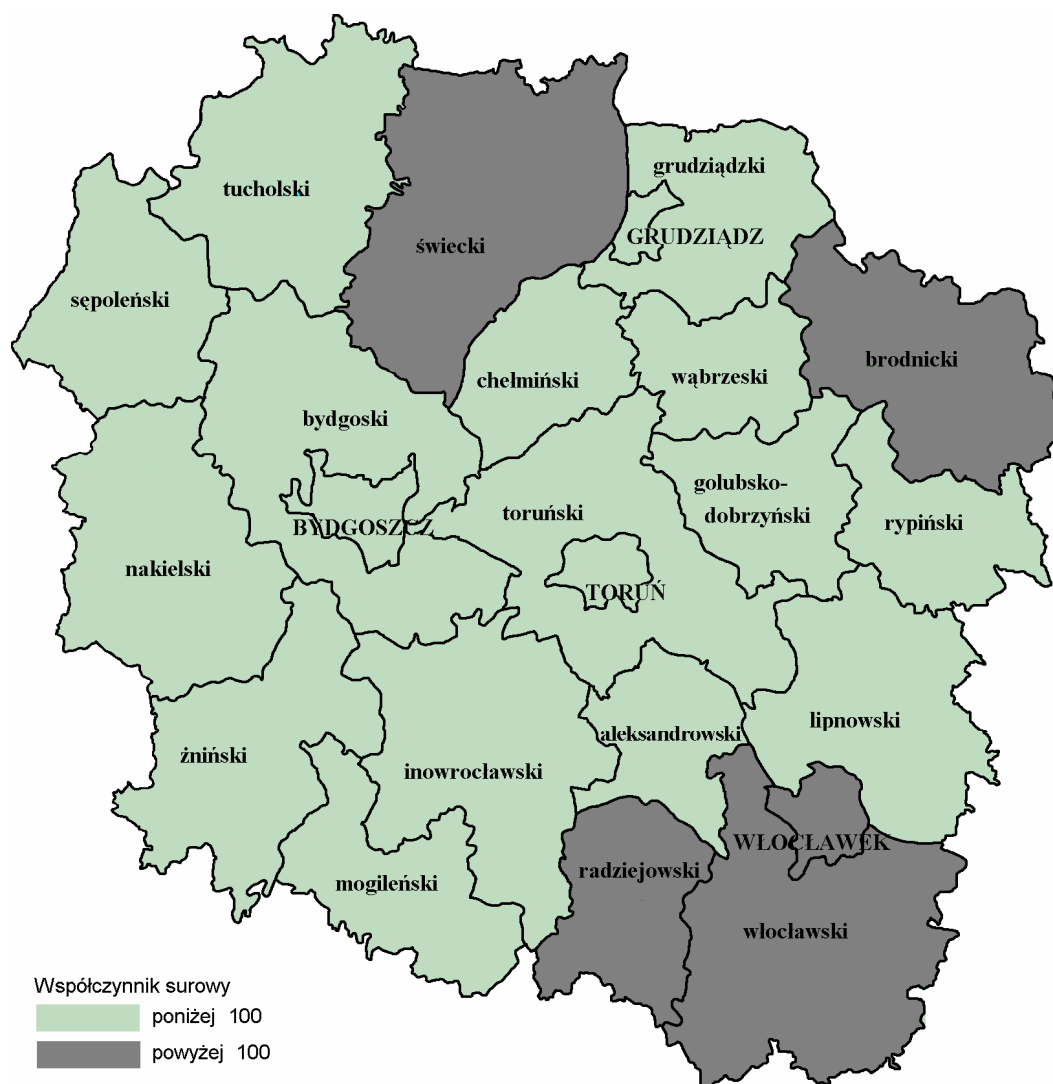 grudziądzki
tucholski
GRUDZIĄDZ
świecki
sępoleński
brodnicki
chełmiński
wąbrzeski
bydgoski
golubsko-
dobrzyński
toruński
rypiński
BYDGOSZCZ
nakielski
TORUŃ
lipnowski
aleksandrowski
żniński
inowrocławski
WŁOCŁAWEK
radziejowski
mogileński
włocławski
Współczynnik surowy
poniżej 100
powyżej 100